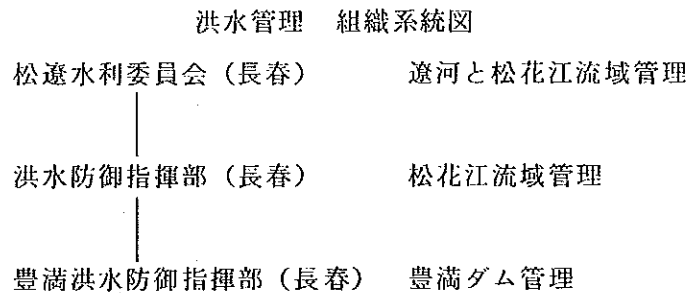 洪水管理　組織系統図
松遼水利委員会（長春）　遼河と松花江流域管理
洪水防御指揮部（長春）　松花江流域管理
豊満洪水防御指揮部（長春）　豊満ダム管理